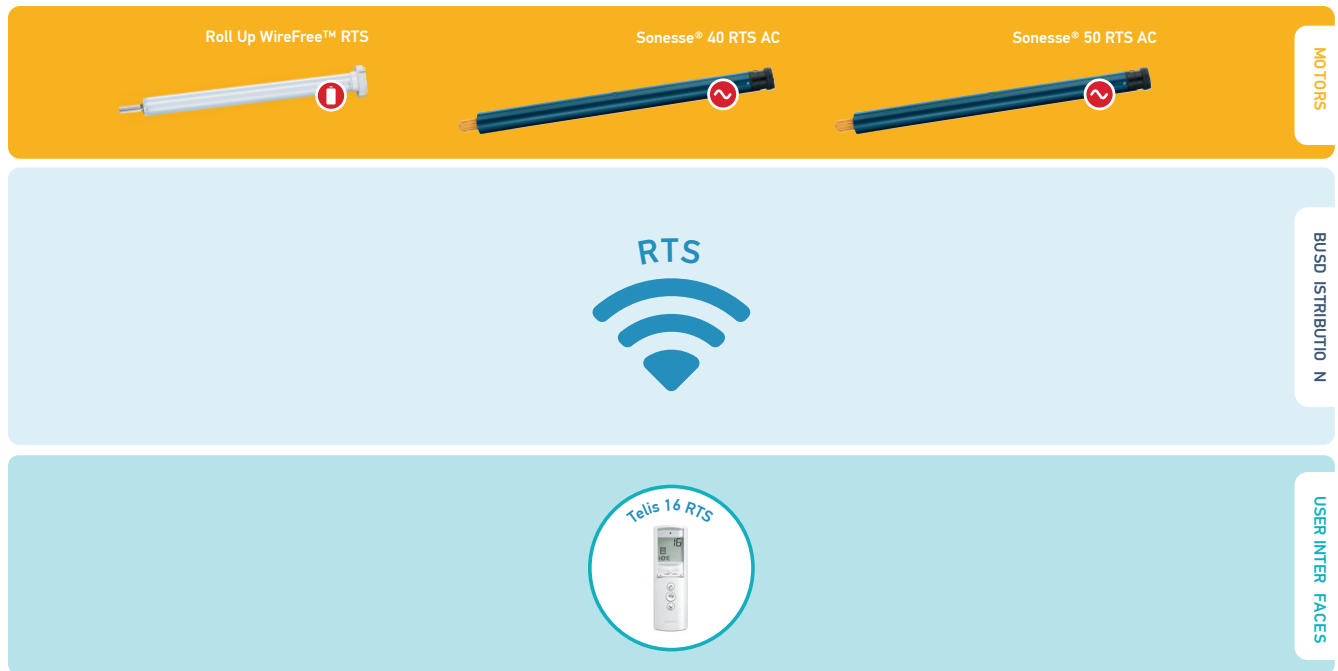 Roll Up WireFree™ RTS
Sonesse® 40 RTS AC
Sonesse® 50 RTS AC
MOTORS
RTS
BUSD ISTRIBUTIO N
Telis 16 RTS
16
USER INTER FACES